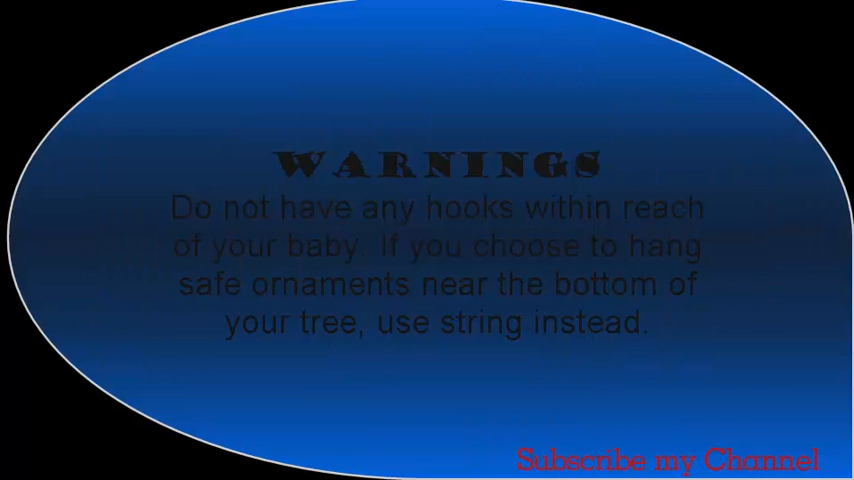 WARNINGS
Do not have any hooks within reach
of your baby. If you choose to hang
safe ornaments near the bottom of
your tree, use string instead.
Subscribe my Channel